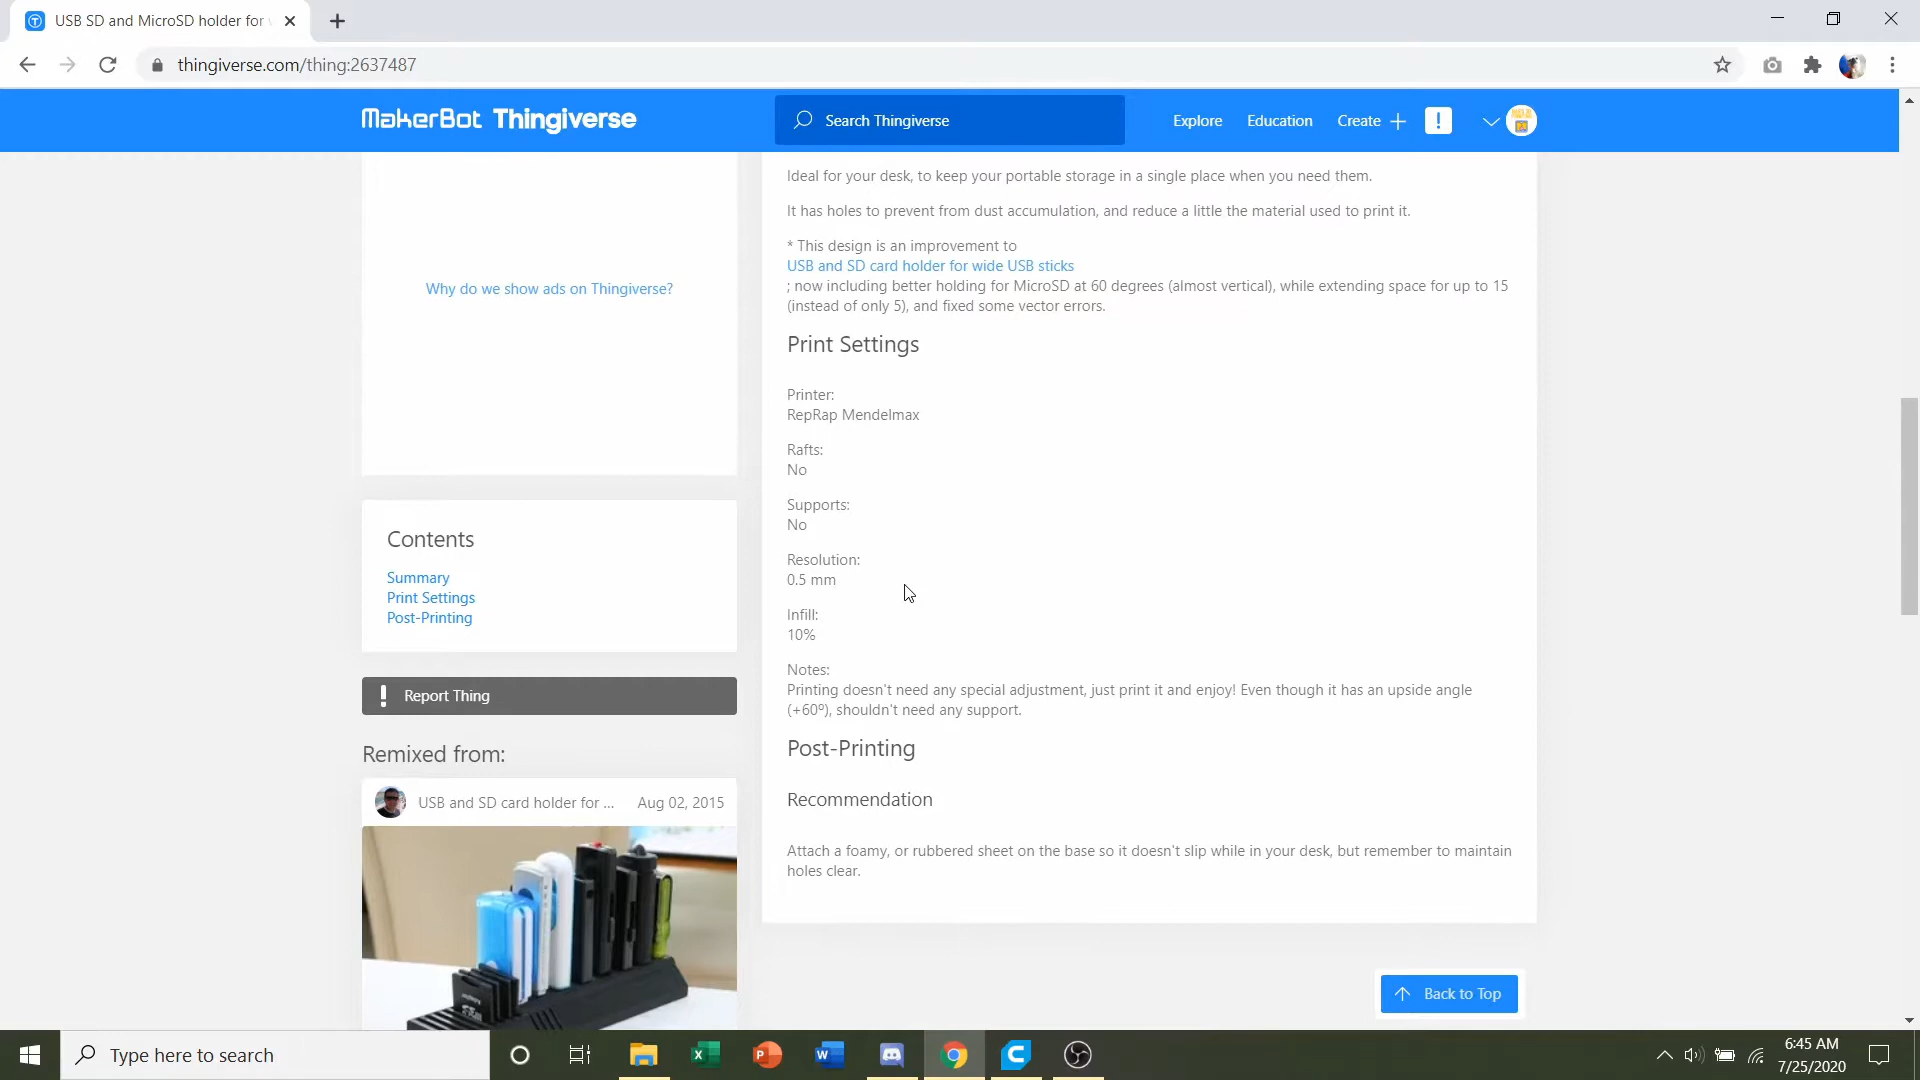 USB SD and MicroSD holder for
thingiverse.com/thing:2637487
MakerBot Thingiverse
Search Thingiverse
Explore
Education
Create
Why do we show ads on Thingiverse?
Contents
Summary
Print Settings
Post-Printing
Report Thing
Remixed from:
USB and SD card holder for ...
Aug 02, 2015
Ideal for your desk, to keep your portable storage in a single place when you need them.
It has holes to prevent from dust accumulation, and reduce a little the material used to print it.
* This design is an improvement to
USB and SD card holder for wide USB sticks
; now including better holding for MicroSD at 60 degrees (almost vertical), while extending space for up to 15
(instead of only 5), and fixed some vector errors.
Print Settings
Printer:
RepRap Mendelmax
Rafts:
No
Supports:
No
Resolution:
0.5 mm
Infill:
10%
Notes:
Printing doesn't need any special adjustment, just print it and enjoy! Even though it has an upside angle
(+60º), shouldn't need any support.
Post-Printing
Recommendation
Attach a foamy, or rubbered sheet on the base so it doesn't slip while in your desk, but remember to maintain
holes clear.
Back to Top
Type here to search
6:45 AM
7/25/2020